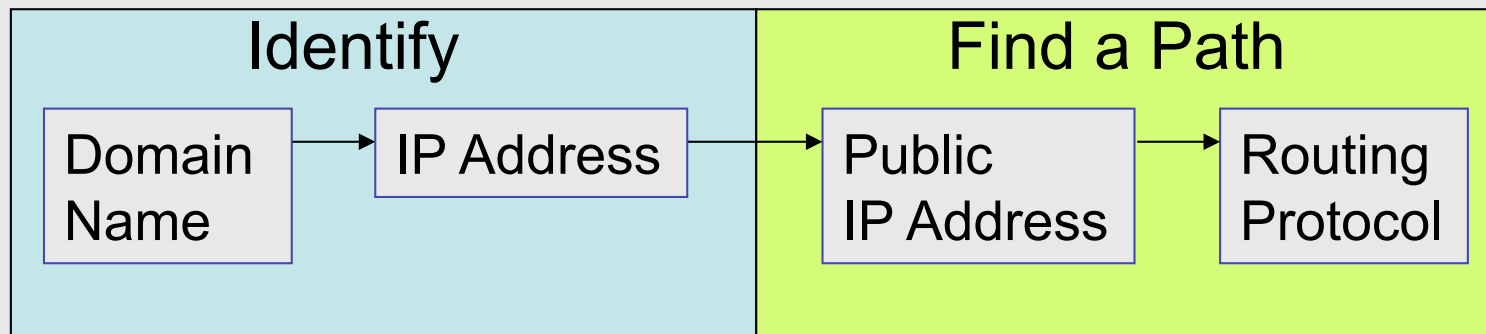 Identify
Domain
Name
IP Address
Find a Path
Public
IP Address
Routing
Protocol